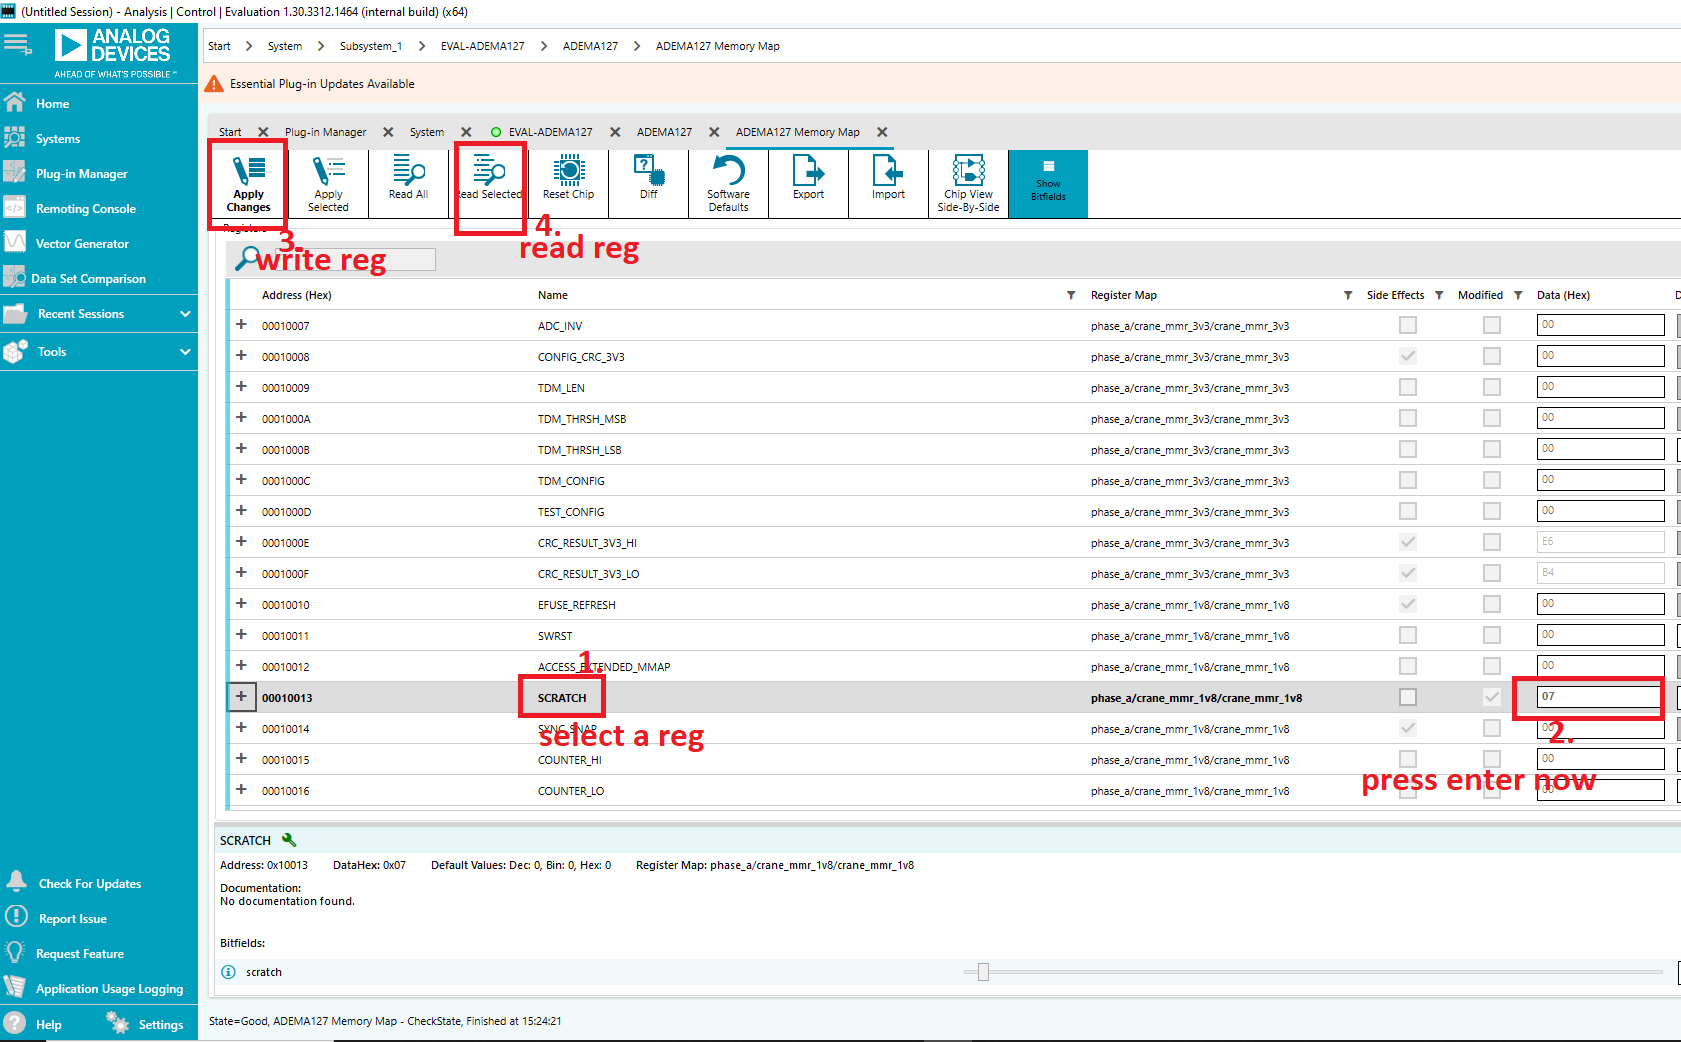 (Untitled Session) - Analysis | Control | Evaluation 1.30.3312.1464 (internal build) (x64)
ANALOG DEVICES
AHEAD OF WHAT'S POSSIBLE™
Start > System > Subsystem_1 > EVAL-ADEMA127 > ADEMA127 > ADEMA127 Memory Map
Essential Plug-in Updates Available
Home
Systems
Plug-in Manager
Remoting Console
Vector Generator
Data Set Comparison
Recent Sessions
Tools
Check For Updates
Report Issue
Request Feature
Application Usage Logging
Help Settings
Start Plug-in Manager System EVAL-ADEMA127 ADEMA127 ADEMA127 Memory Map
Apply Changes
Apply Selected
Read All
Read Selected
Reset Chip
Diff
Software Defaults
Export
Import
Chip View Side-By-Side
Show Bitfields
Registers
3. write reg
4. read reg
Address (Hex) Name Register Map Side Effects Modified Data (Hex) D
00010007 ADC_INV phase_a/crane_mmr_3v3/crane_mmr_3v3 00
00010008 CONFIG_CRC_3V3 phase_a/crane_mmr_3v3/crane_mmr_3v3 00
00010009 TDM_LEN phase_a/crane_mmr_3v3/crane_mmr_3v3 00
0001000A TDM_THRSH_MSB phase_a/crane_mmr_3v3/crane_mmr_3v3 00
0001000B TDM_THRSH_LSB phase_a/crane_mmr_3v3/crane_mmr_3v3 00
0001000C TDM_CONFIG phase_a/crane_mmr_3v3/crane_mmr_3v3 00
0001000D TEST_CONFIG phase_a/crane_mmr_3v3/crane_mmr_3v3 00
0001000E CRC_RESULT_3V3_HI phase_a/crane_mmr_3v3/crane_mmr_3v3 E6
0001000F CRC_RESULT_3V3_LO phase_a/crane_mmr_3v3/crane_mmr_3v3 B4
00010010 EFUSE_REFRESH phase_a/crane_mmr_1v8/crane_mmr_1v8 00
00010011 SWRST phase_a/crane_mmr_1v8/crane_mmr_1v8 00
00010012 ACCESS_EXTENDED_MMAP phase_a/crane_mmr_1v8/crane_mmr_1v8 00
1.
00010013 SCRATCH phase_a/crane_mmr_1v8/crane_mmr_1v8 07
00010014 SYNC_SNAP phase_a/crane_mmr_1v8/crane_mmr_1v8 00
select a reg
2.
00010015 COUNTER_HI phase_a/crane_mmr_1v8/crane_mmr_1v8 00
press enter now
00010016 COUNTER_LO phase_a/crane_mmr_1v8/crane_mmr_1v8 00
SCRATCH
Address: 0x10013 DataHex: 0x07 Default Values: Dec: 0, Bin: 0, Hex: 0 Register Map: phase_a/crane_mmr_1v8/crane_mmr_1v8
Documentation:
No documentation found.
Bitfields:
scratch
State=Good, ADEMA127 Memory Map - CheckState, Finished at 15:24:21